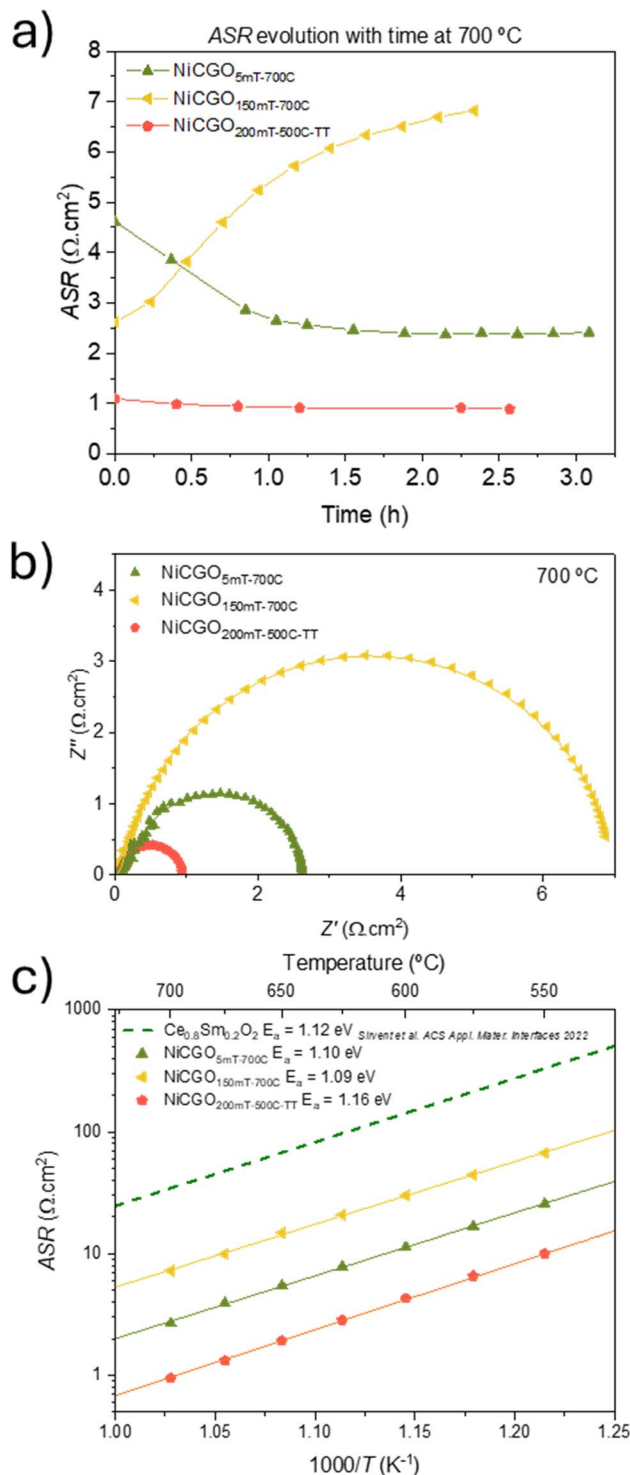 a)
ASR evolution with time at 700 ºC
NiCGO5mT-700C
NiCGO150mT-700C
NiCGO200mT-500C-TT
8
7
6
5
4
3
2
1
0
ASR (Ω.cm²)
0.0 0.5 1.0 1.5 2.0 2.5 3.0
Time (h)
b)
NiCGO5mT-700C
NiCGO150mT-700C
NiCGO200mT-500C-TT
700 ºC
4
3
2
1
0
Z'' (Ω.cm²)
0 2 4 6
Z' (Ω.cm²)
c)
Temperature (ºC)
700 650 600 550
Ce0.8Sm0.2O2 Ea = 1.12 eV Sirvent et al. ACS Appl. Mater. Interfaces 2022
NiCGO5mT-700C Ea = 1.10 eV
NiCGO150mT-700C Ea = 1.09 eV
NiCGO200mT-500C-TT Ea = 1.16 eV
1000
100
10
1
ASR (Ω.cm²)
1.00 1.05 1.10 1.15 1.20 1.25
1000/T (K⁻¹)